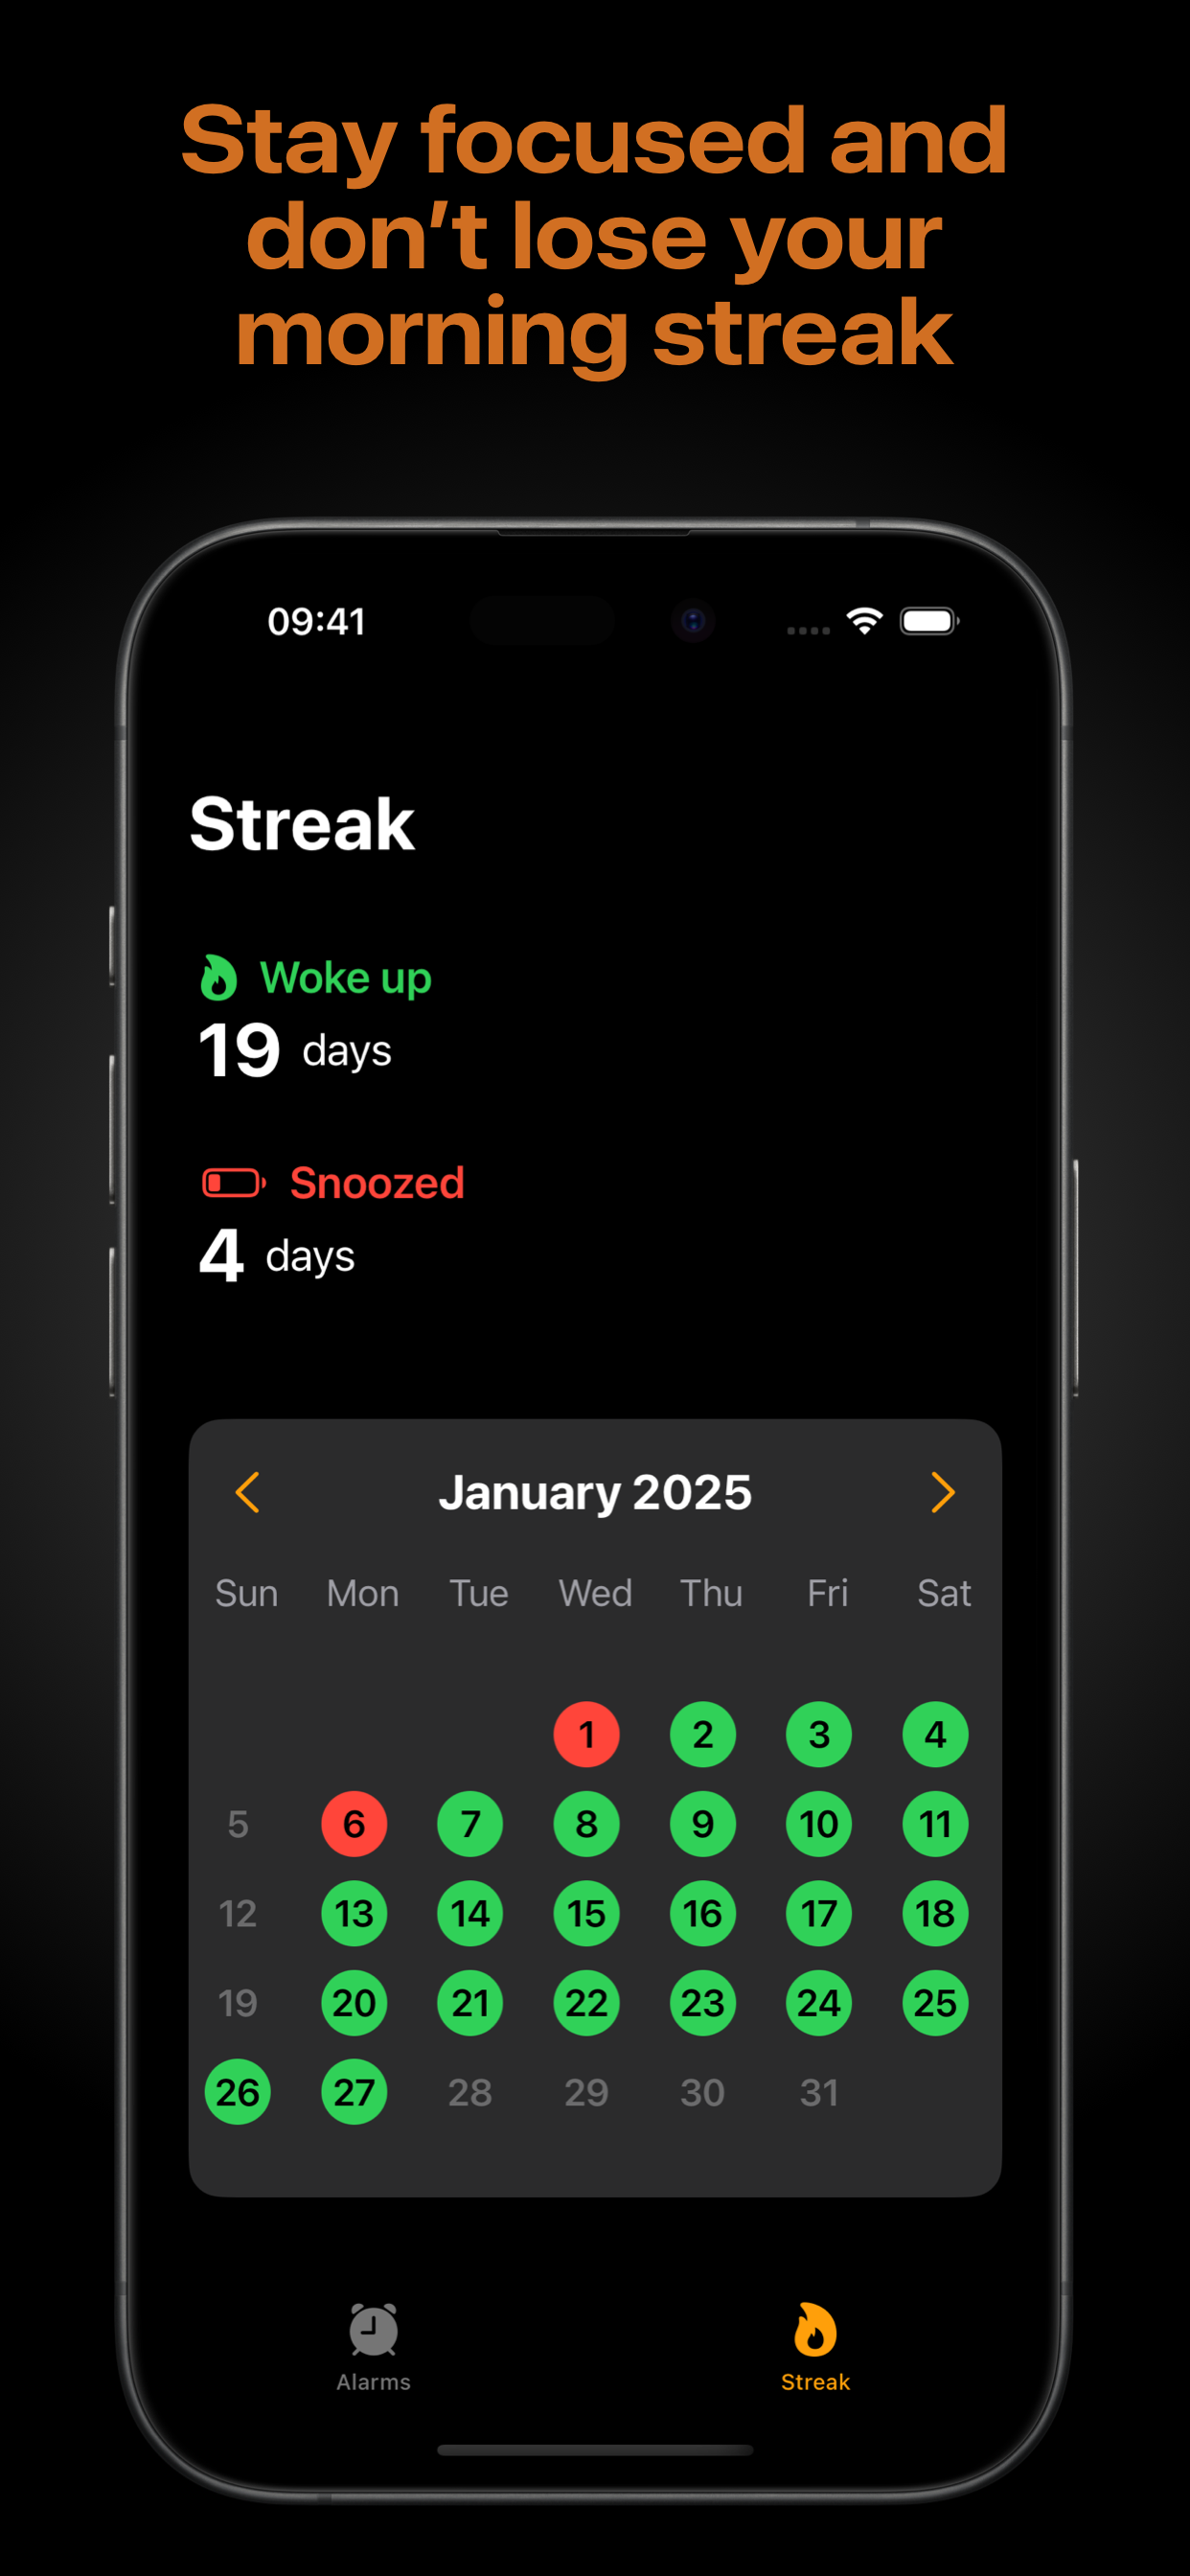 Stay focused and
don’t lose your
morning streak
09:41
Streak
Woke up
19 days
Snoozed
4 days
January 2025
Sun Mon Tue Wed Thu Fri Sat
1 2 3 4
5 6 7 8 9 10 11
12 13 14 15 16 17 18
19 20 21 22 23 24 25
26 27 28 29 30 31
Alarms Streak